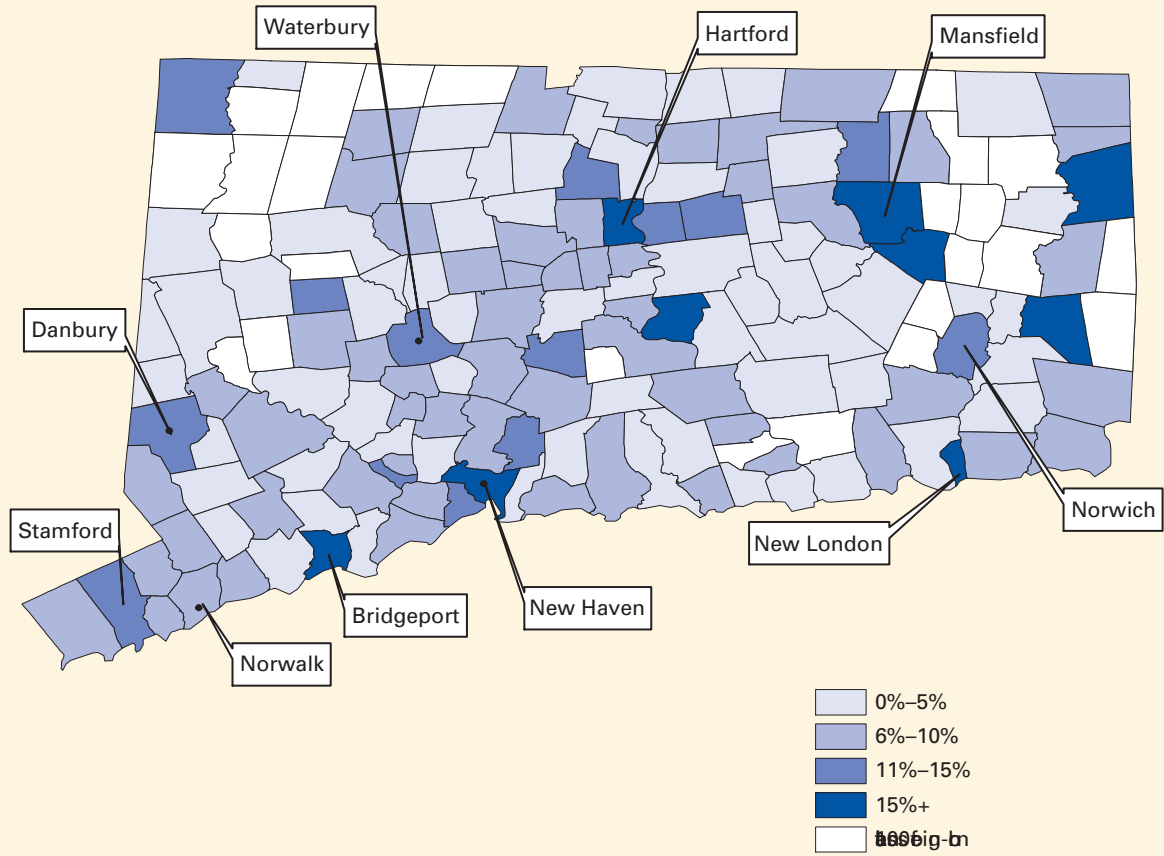 Waterbury
Hartford
Mansfield
Danbury
Stamford
Norwich
New London
New Haven
Bridgeport
Norwalk
0%–5%
6%–10%
11%–15%
15%+